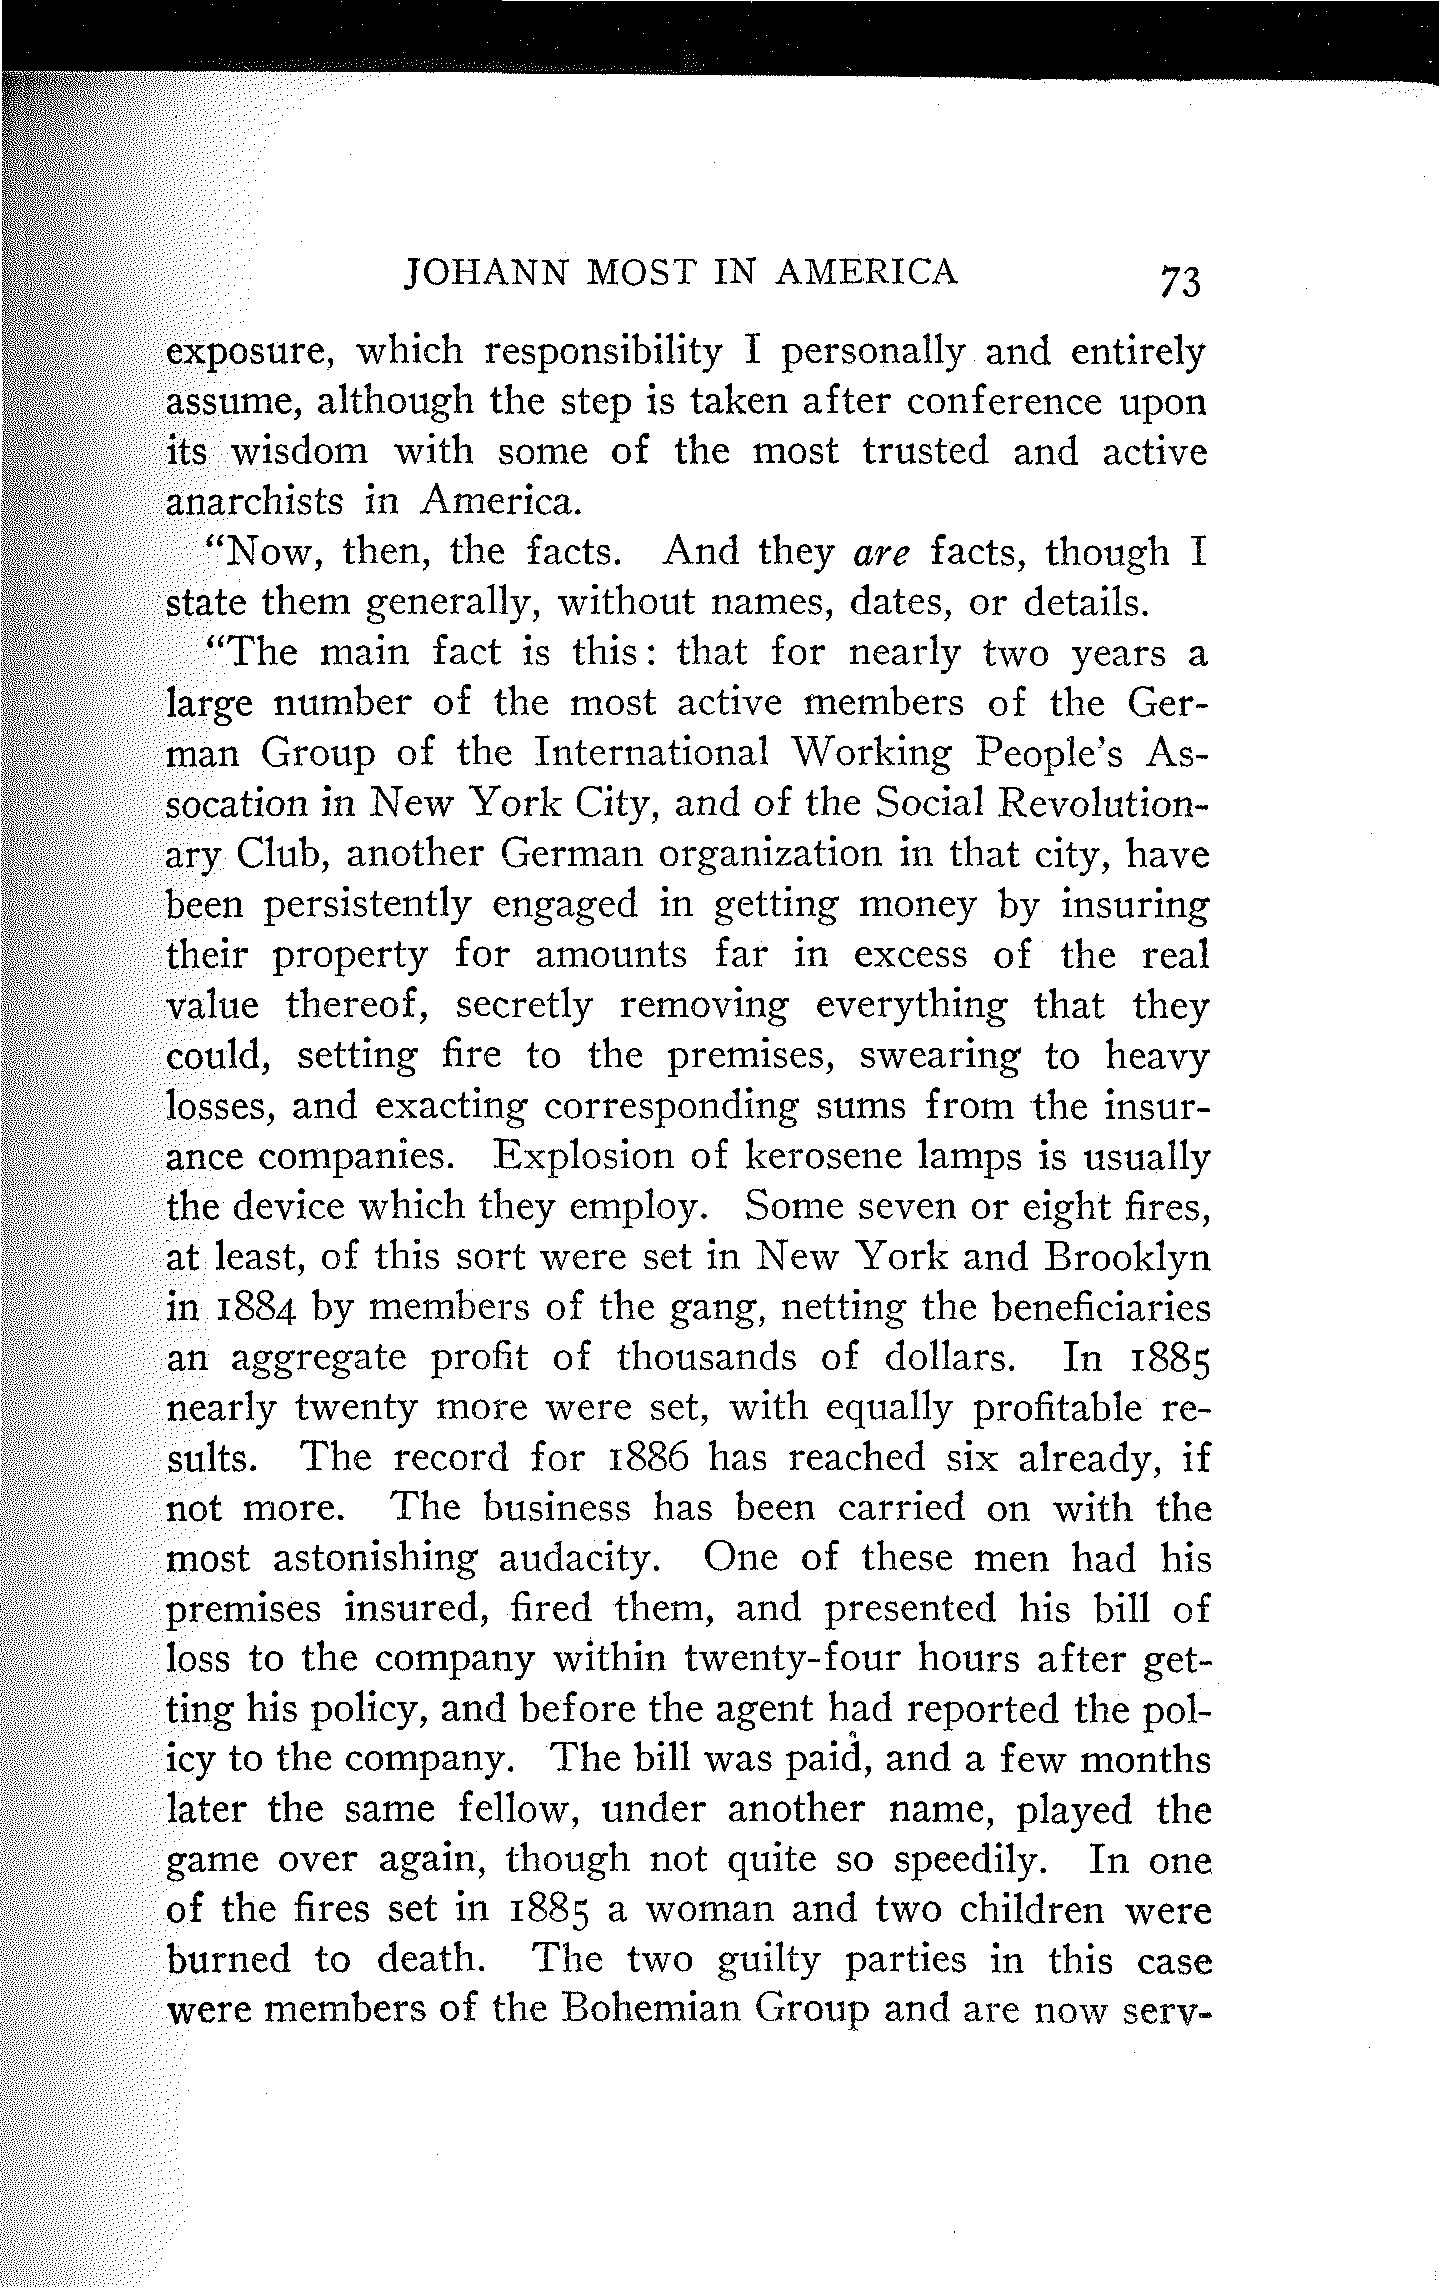 JOHANN MOST IN AMERICA 73
exposure, which responsibility I personally and entirely
assume, although the step is taken after conference upon
its wisdom with some of the most trusted and active
anarchists in America.
“Now, then, the facts. And they are facts, though I
state them generally, without names, dates, or details.
“The main fact is this: that for nearly two years a
large number of the most active members of the Ger-
man Group of the International Working People’s As-
socation in New York City, and of the Social Revolution-
ary Club, another German organization in that city, have
been persistently engaged in getting money by insuring
their property for amounts far in excess of the real
value thereof, secretly removing everything that they
could, setting fire to the premises, swearing to heavy
losses, and exacting corresponding sums from the insur-
ance companies. Explosion of kerosene lamps is usually
the device which they employ. Some seven or eight fires,
at least, of this sort were set in New York and Brooklyn
in 1884 by members of the gang, netting the beneficiaries
an aggregate profit of thousands of dollars. In 1885
nearly twenty more were set, with equally profitable re-
sults. The record for 1886 has reached six already, if
not more. The business has been carried on with the
most astonishing audacity. One of these men had his
premises insured, fired them, and presented his bill of
loss to the company within twenty-four hours after get-
ting his policy, and before the agent had reported the pol-
icy to the company. The bill was paid, and a few months
later the same fellow, under another name, played the
game over again, though not quite so speedily. In one
of the fires set in 1885 a woman and two children were
burned to death. The two guilty parties in this case
were members of the Bohemian Group and are now serv-